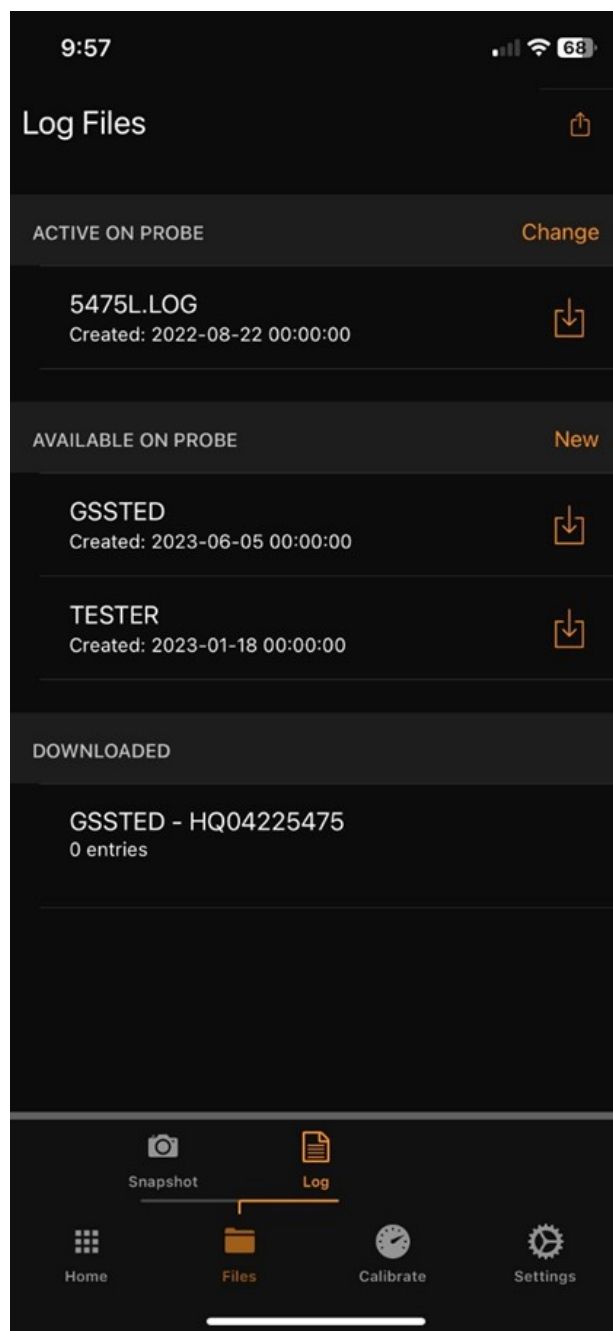 9:57
68
Log Files
ACTIVE ON PROBE
Change
5475L.LOG
Created: 2022-08-22 00:00:00
AVAILABLE ON PROBE
New
GSSTED
Created: 2023-06-05 00:00:00
TESTER
Created: 2023-01-18 00:00:00
DOWNLOADED
GSSTED - HQ04225475
0 entries
Snapshot
Log
Home
Files
Calibrate
Settings